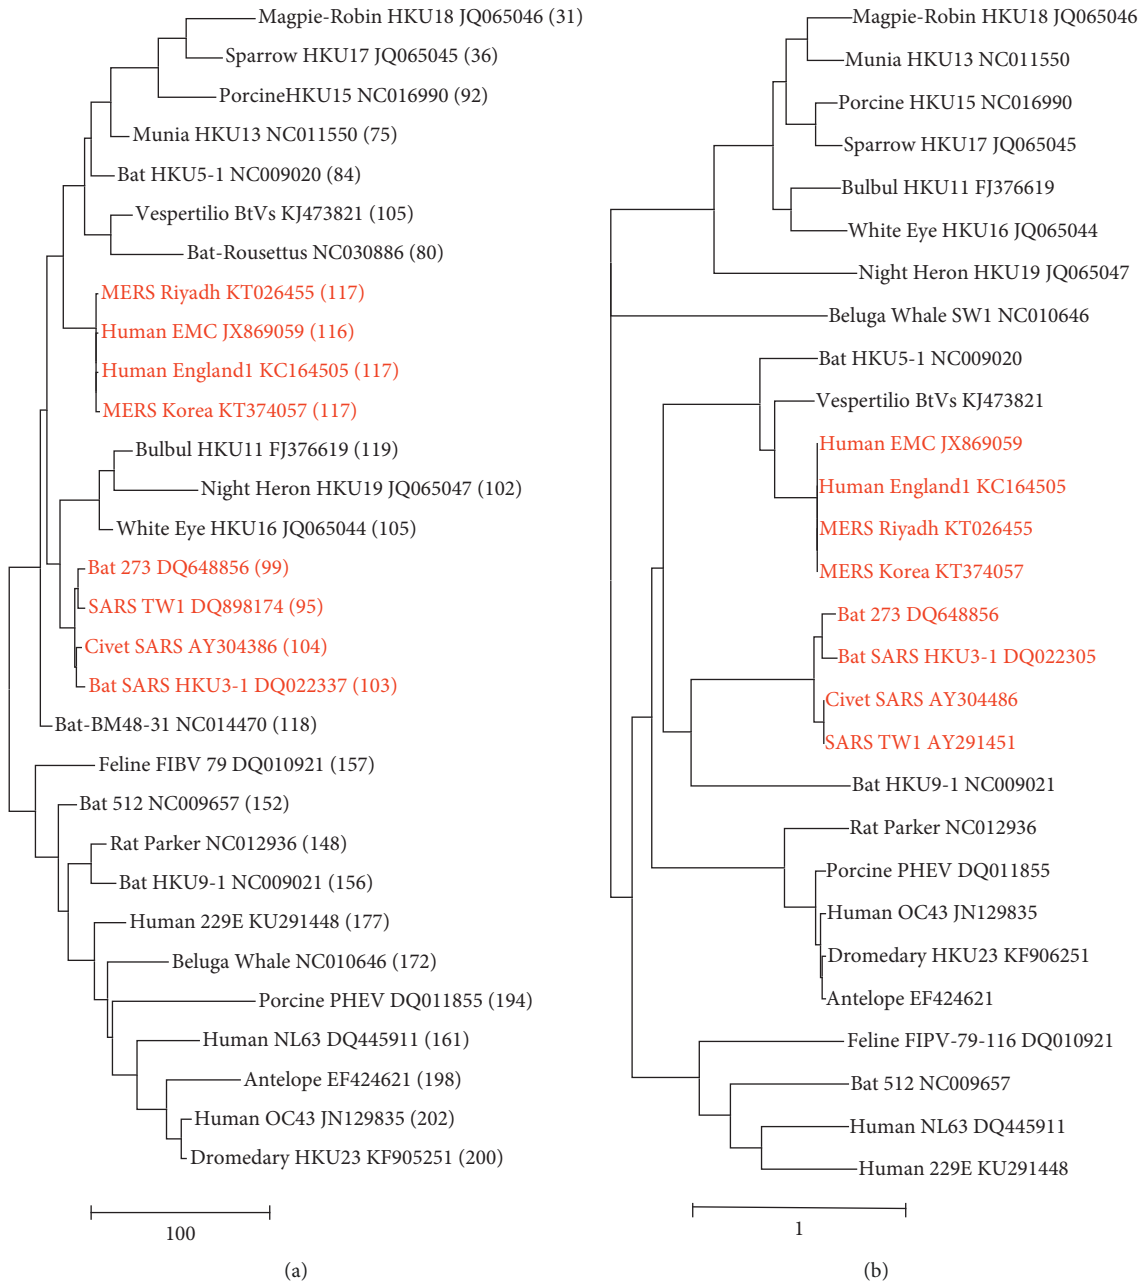 Magpie-Robin HKU18 JQ065046 (31)
Sparrow HKU17 JQ065045 (36)
PorcineHKU15 NC016990 (92)
Munia HKU13 NC011550 (75)
Bat HKU5-1 NC009020 (84)
Vespertilio BtVs KJ473821 (105)
Bat-Rousettus NC030886 (80)
MERS Riyadh KT026455 (117)
Human EMC JX869059 (116)
Human England1 KC164505 (117)
MERS Korea KT374057 (117)
Bulbul HKU11 FJ376619 (119)
Night Heron HKU19 JQ065047 (102)
White Eye HKU16 JQ065044 (105)
Bat 273 DQ648856 (99)
SARS TW1 DQ898174 (95)
Civet SARS AY304386 (104)
Bat SARS HKU3-1 DQ022337 (103)
Bat-BM48-31 NC014470 (118)
Feline FIBV 79 DQ010921 (157)
Bat 512 NC009657 (152)
Rat Parker NC012936 (148)
Bat HKU9-1 NC009021 (156)
Human 229E KU291448 (177)
Beluga Whale NC010646 (172)
Porcine PHEV DQ011855 (194)
Human NL63 DQ445911 (161)
Antelope EF424621 (198)
Human OC43 JN129835 (202)
Dromedary HKU23 KF905251 (200)
100
(a)
Magpie-Robin HKU18 JQ065046
Munia HKU13 NC011550
Porcine HKU15 NC016990
Sparrow HKU17 JQ065045
Bulbul HKU11 FJ376619
White Eye HKU16 JQ065044
Night Heron HKU19 JQ065047
Beluga Whale SW1 NC010646
Bat HKU5-1 NC009020
Vespertilio BtVs KJ473821
Human EMC JX869059
Human England1 KC164505
MERS Riyadh KT026455
MERS Korea KT374057
Bat 273 DQ648856
Bat SARS HKU3-1 DQ022305
Civet SARS AY304486
SARS TW1 AY291451
Bat HKU9-1 NC009021
Rat Parker NC012936
Porcine PHEV DQ011855
Human OC43 JN129835
Dromedary HKU23 KF906251
Antelope EF424621
Feline FIPV-79-116 DQ010921
Bat 512 NC009657
Human NL63 DQ445911
Human 229E KU291448
1
(b)